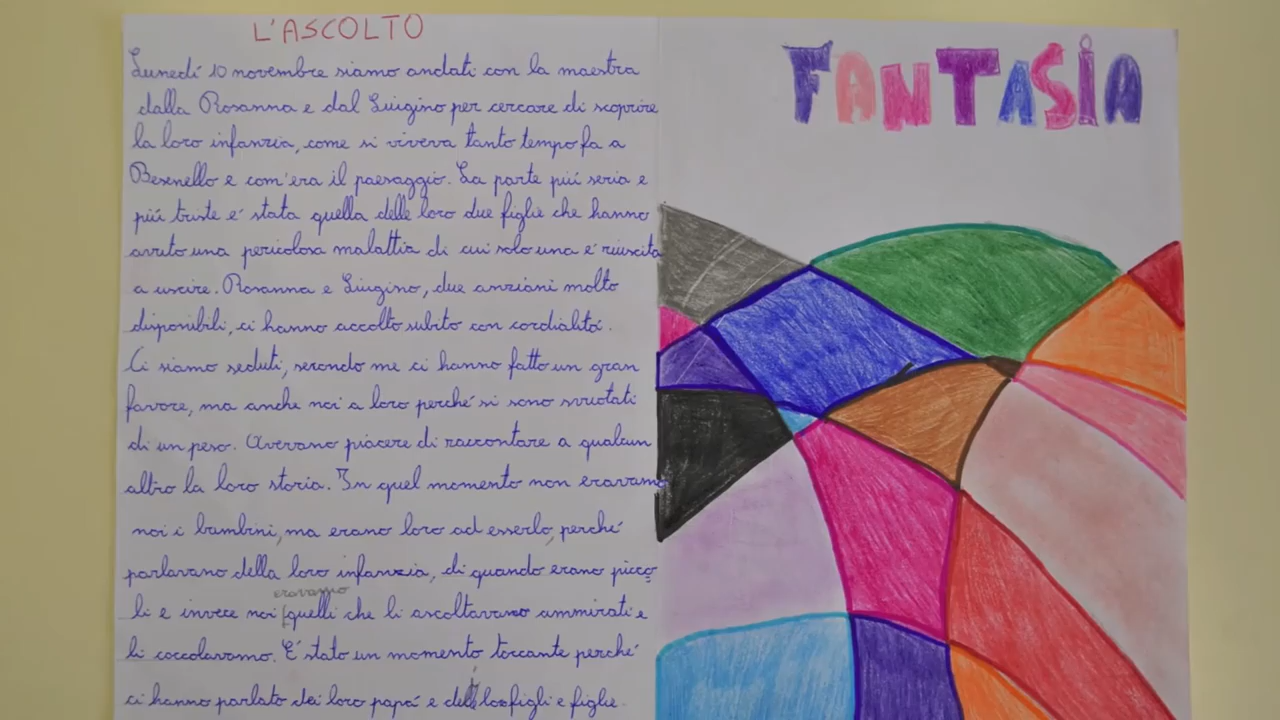 L'ASCOLTO
Lunedí 10 novembre siamo andati con la maestra
dalla Rosanna e dal Luigino per cercare di scoprire
la loro infanzia, come si viveva tanto tempo fa a
Besenello e com'era il paesaggio. La parte piú seria e
piú triste e' stata quella delle loro due figlie che hanno
avuto una pericolosa malattia di cui solo una e' riuscita
a uscire. Rosanna e Luigino, due anziani molto
disponibili, ci hanno accolto subito con cordialitá.
Ci siamo seduti, secondo me ci hanno fatto un gran
favore, ma anche noi a loro perché si sono svuotati
di un peso. Avevano piacere di raccontare a qualcun
altro la loro storia. In quel momento non eravamo
noi i bambini, ma erano loro ad esserlo, perché
parlavano della loro infanzia, di quando erano picco
li e invece noi eravamo quelli che li ascoltavano ammirati e
li coccolavamo. É stato un momento toccante perché
ci hanno parlato dei loro papá e figli e figlie.
FANTASIA